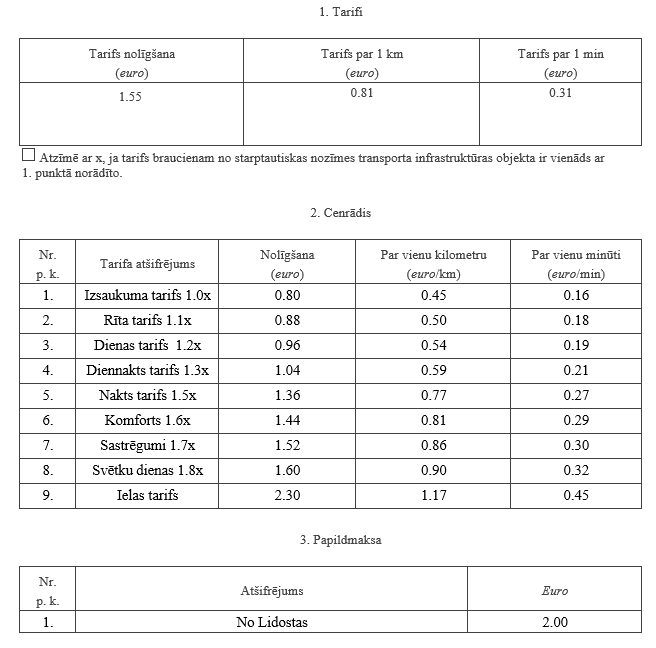 1. Tarifi
Tarifs nolīgšana Tarifs par 1 km Tarifs par 1 min
(euro) (euro) (euro)
1.55 0.81 0.31
Atzīmē ar x, ja tarifs braucienam no starptautiskas nozīmes transporta infrastruktūras objekta ir vienāds ar
1. punktā norādīto.
2. Cenrādis
Nr. p. k. Tarifa atšifrējums Nolīgšana (euro) Par vienu kilometru (euro/km) Par vienu minūti (euro/min)
1. Izsaukuma tarifs 1.0x 0.80 0.45 0.16
2. Rīta tarifs 1.1x 0.88 0.50 0.18
3. Dienas tarifs 1.2x 0.96 0.54 0.19
4. Diennakts tarifs 1.3x 1.04 0.59 0.21
5. Nakts tarifs 1.5x 1.36 0.77 0.27
6. Komforts 1.6x 1.44 0.81 0.29
7. Sastrēgumi 1.7x 1.52 0.86 0.30
8. Svētku dienas 1.8x 1.60 0.90 0.32
9. Ielas tarifs 2.30 1.17 0.45
3. Papildmaksa
Nr. p. k. Atšifrējums Euro
1. No Lidostas 2.00